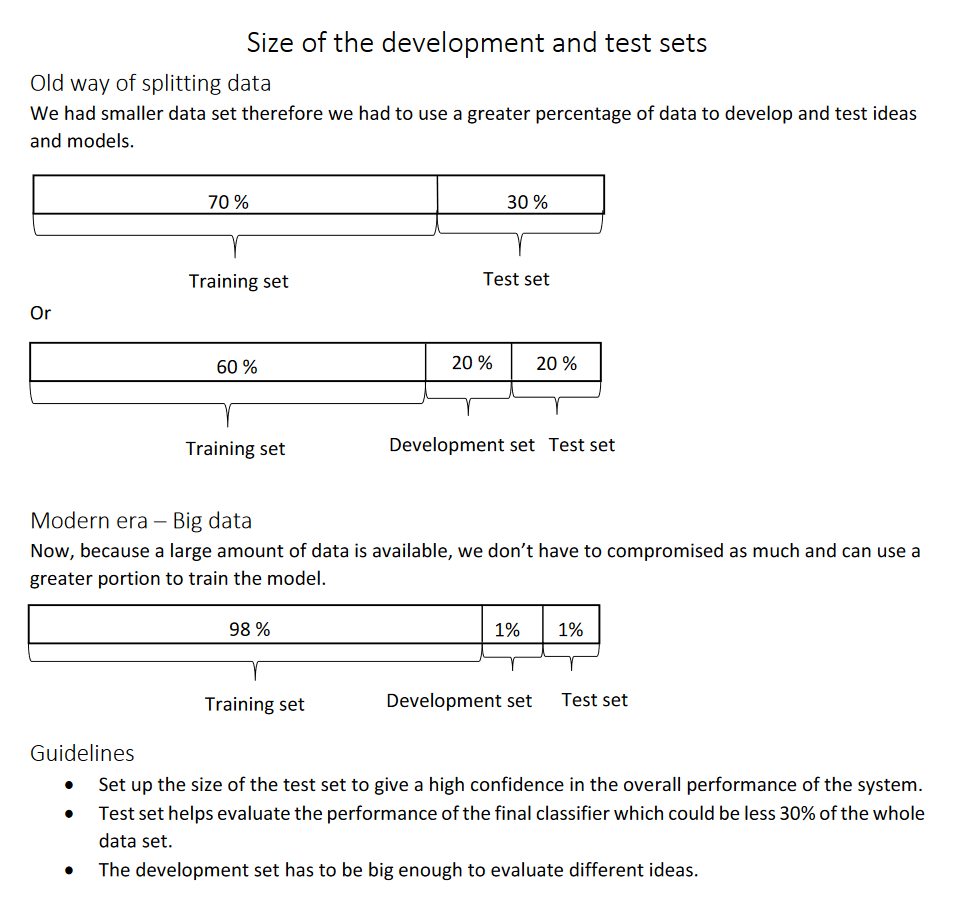 Size of the development and test sets
Old way of splitting data
We had smaller data set therefore we had to use a greater percentage of data to develop and test ideas
and models.
70 % 30 %
Training set Test set
Or
60 % 20 % 20 %
Training set Development set Test set
Modern era – Big data
Now, because a large amount of data is available, we don’t have to compromised as much and can use a
greater portion to train the model.
98 % 1% 1%
Training set Development set Test set
Guidelines
• Set up the size of the test set to give a high confidence in the overall performance of the system.
• Test set helps evaluate the performance of the final classifier which could be less 30% of the whole
data set.
• The development set has to be big enough to evaluate different ideas.